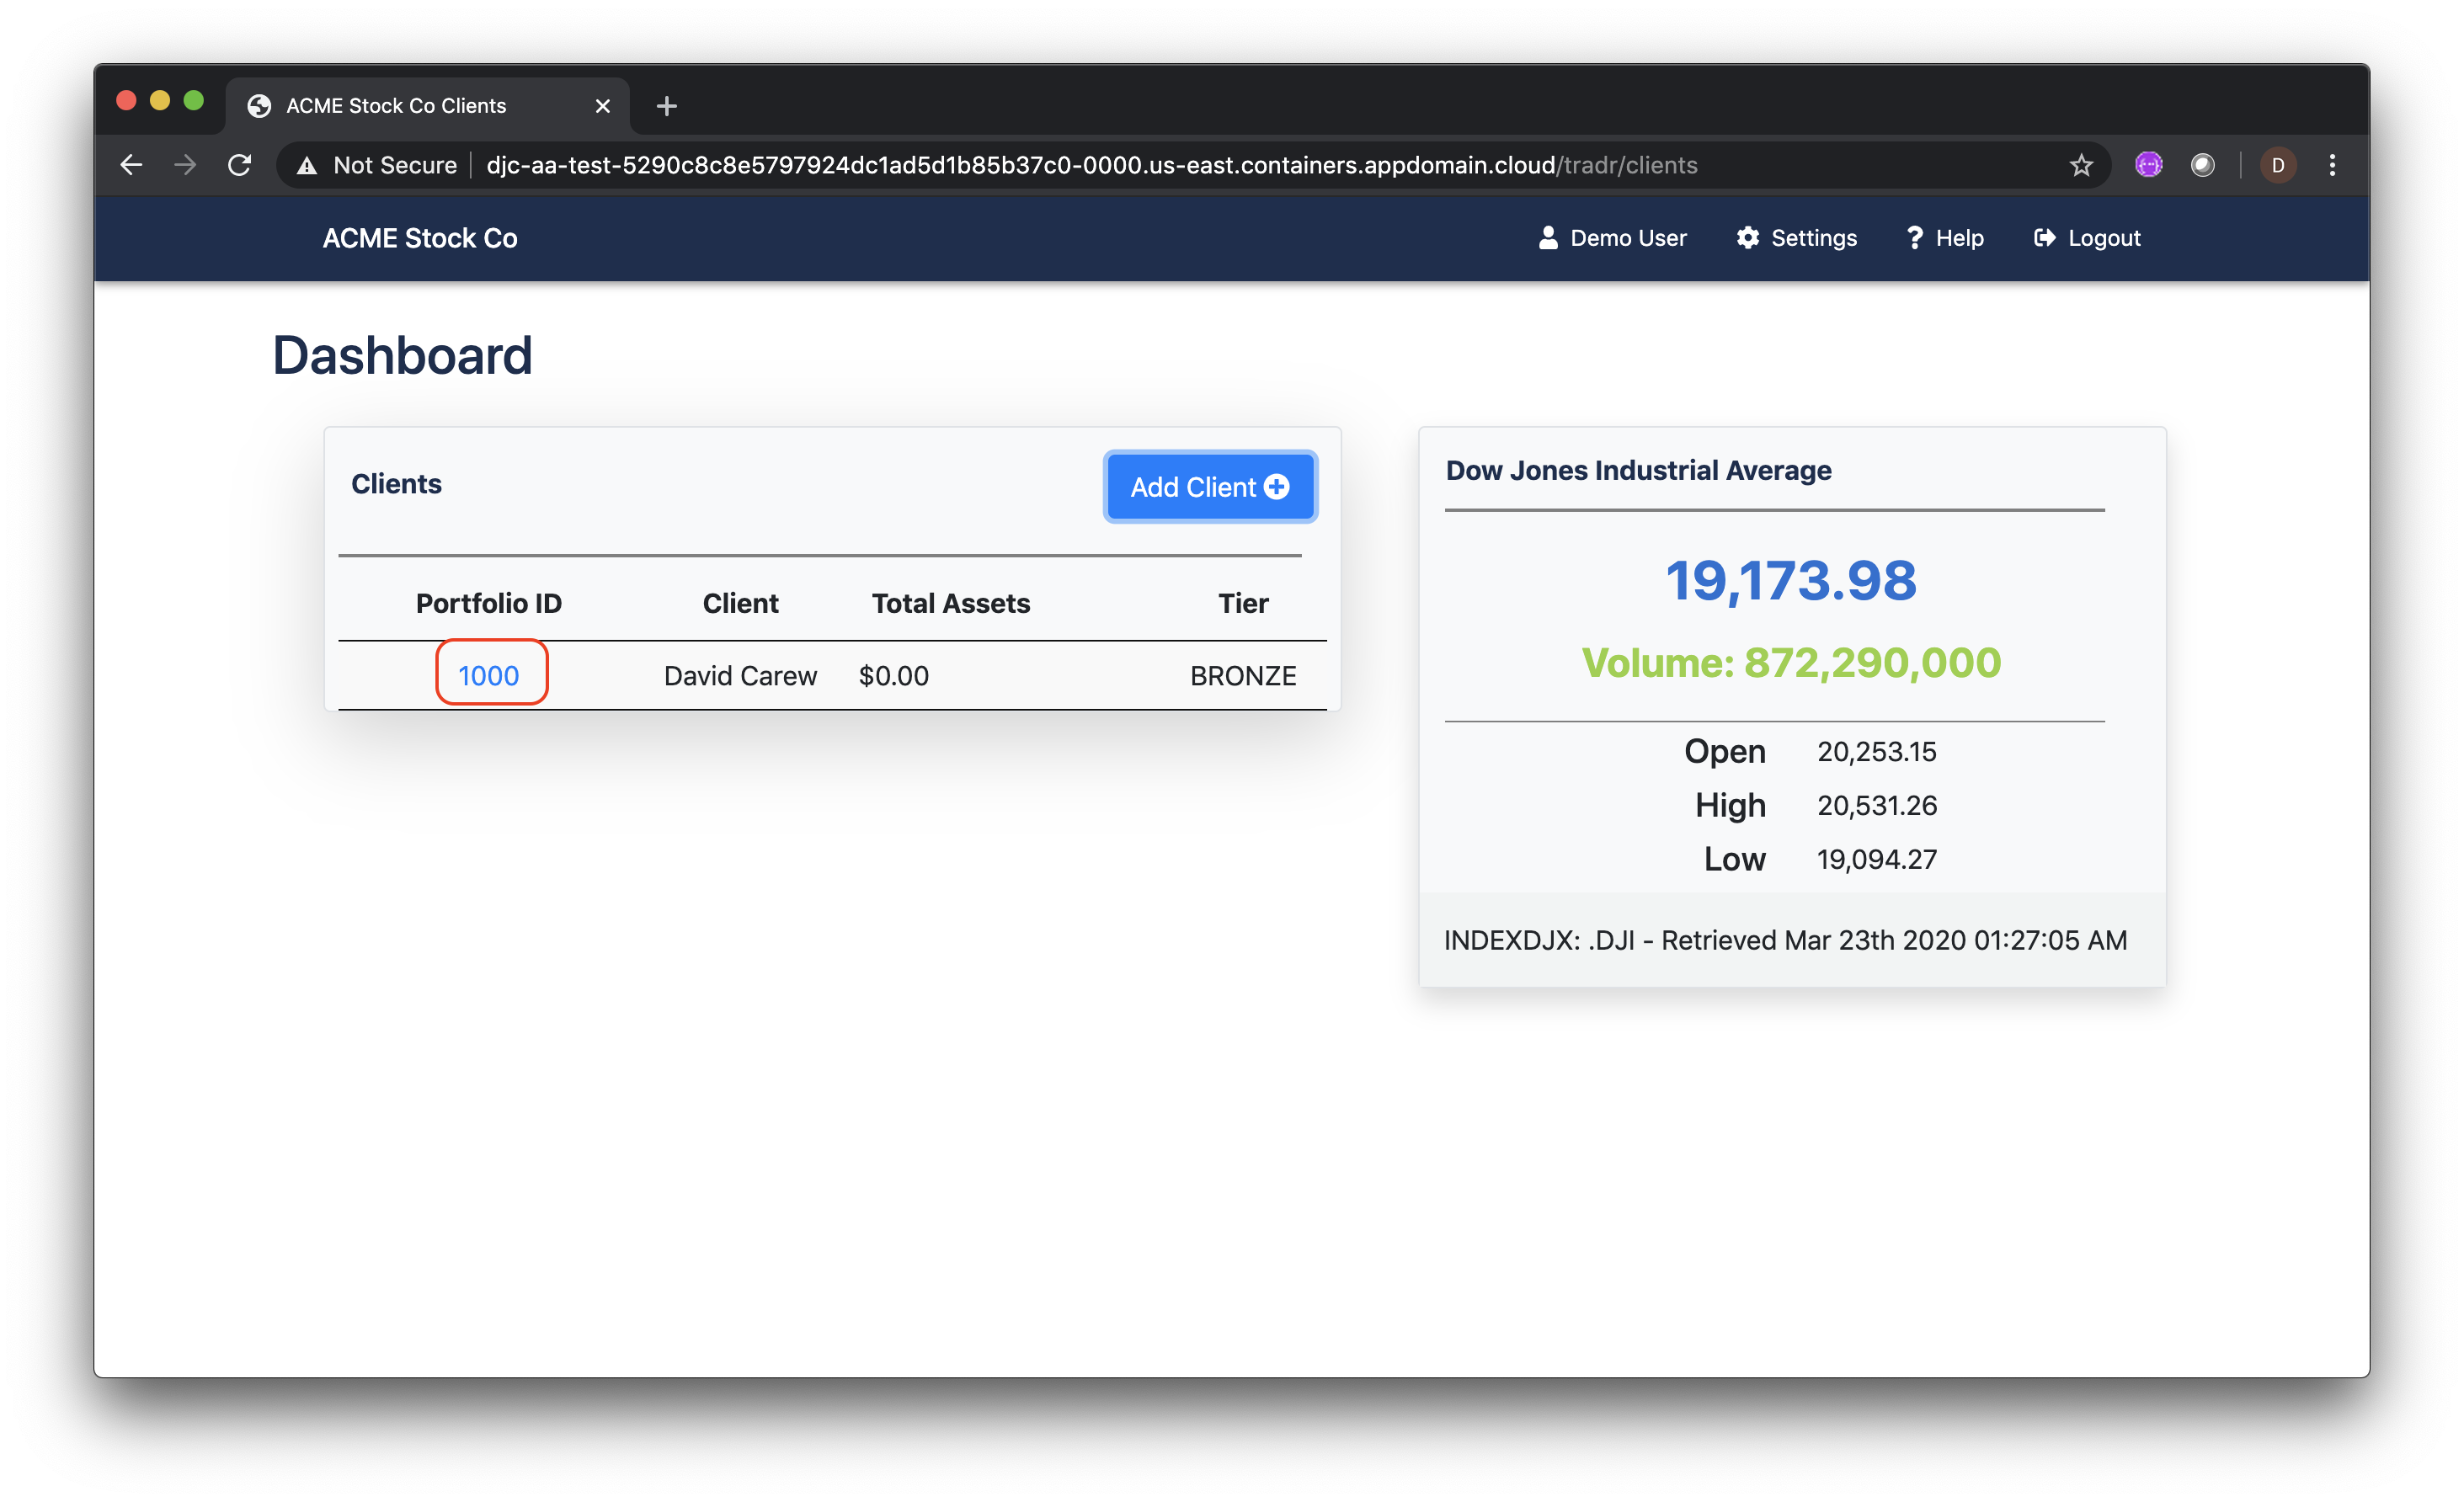 ACME Stock Co Clients
Not Secure djc-aa-test-5290c8c8e5797924dc1ad5d1b85b37c0-0000.us-east.containers.appdomain.cloud/tradr/clients D
ACME Stock Co Demo User Settings Help Logout
Dashboard
Clients Add Client
Portfolio ID Client Total Assets Tier
1000 David Carew $0.00 BRONZE
Dow Jones Industrial Average
19,173.98
Volume: 872,290,000
Open 20,253.15
High 20,531.26
Low 19,094.27
INDEXDJX: .DJI - Retrieved Mar 23th 2020 01:27:05 AM